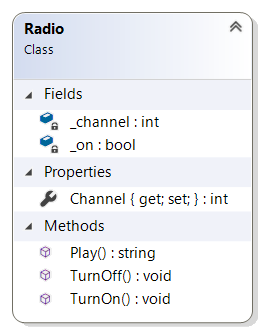 Radio
Class
Fields
_channel : int
_on : bool
Properties
Channel { get; set; } : int
Methods
Play() : string
TurnOff() : void
TurnOn() : void